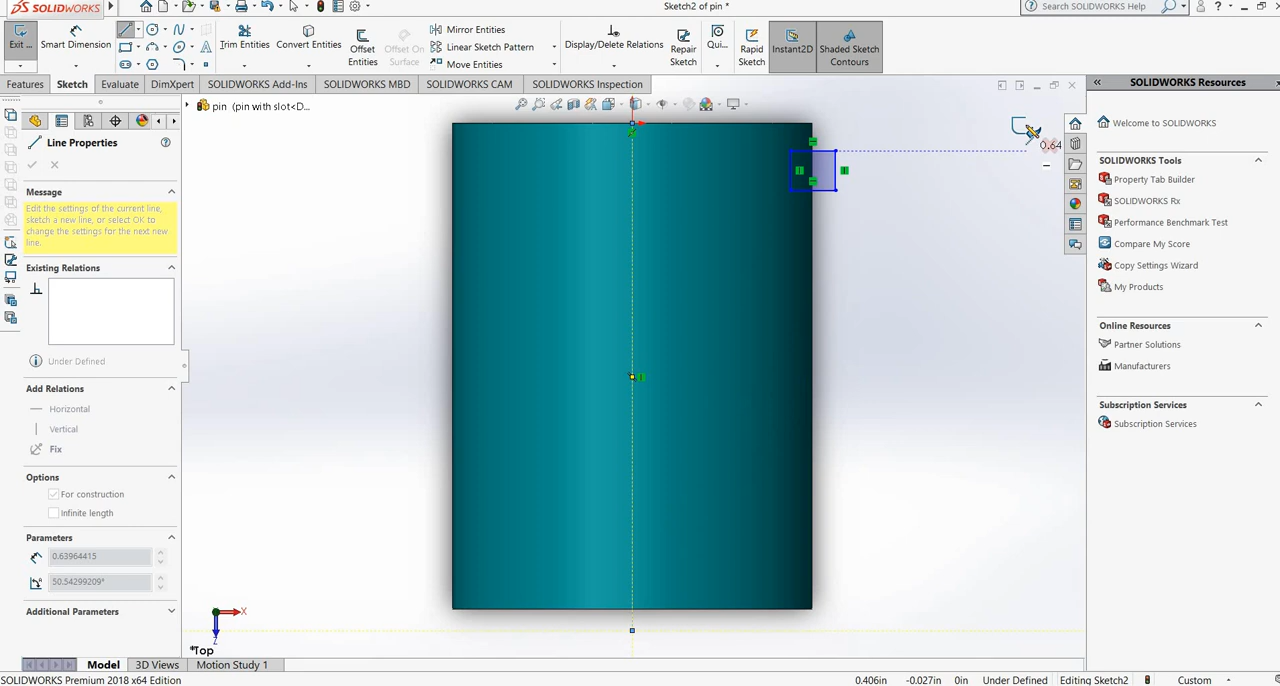 SOLIDWORKS
Sketch2 of pin *
Search SOLIDWORKS Help
Exit ...
Smart Dimension
Trim Entities
Convert Entities
Offset Entities
Offset On Surface
Mirror Entities
Linear Sketch Pattern
Move Entities
Display/Delete Relations
Repair Sketch
Qui...
Rapid Sketch
Instant2D
Shaded Sketch Contours
Features
Sketch
Evaluate
DimXpert
SOLIDWORKS Add-Ins
SOLIDWORKS MBD
SOLIDWORKS CAM
SOLIDWORKS Inspection
SOLIDWORKS Resources
pin (pin with slot<D...
Line Properties
Message
Edit the settings of the current line,
sketch a new line, or select OK to
change the settings for the next new
line.
Existing Relations
Under Defined
Add Relations
Horizontal
Vertical
Fix
Options
For construction
Infinite length
Parameters
0.63964415
50.54299209°
Additional Parameters
0.64
X
Z
*Top
Welcome to SOLIDWORKS
SOLIDWORKS Tools
Property Tab Builder
SOLIDWORKS Rx
Performance Benchmark Test
Compare My Score
Copy Settings Wizard
My Products
Online Resources
Partner Solutions
Manufacturers
Subscription Services
Subscription Services
Model
3D Views
Motion Study 1
SOLIDWORKS Premium 2018 x64 Edition
0.406in
-0.027in
0in
Under Defined
Editing Sketch2
Custom